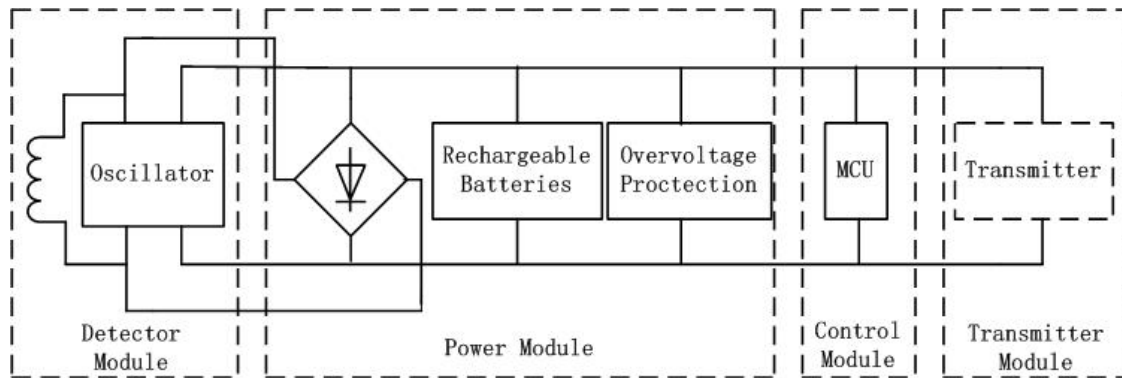 Oscillator
Rechargeable
Batteries
Overvoltage
Proctection
MCU
Transmitter
Detector
Module
Power Module
Control
Module
Transmitter
Module